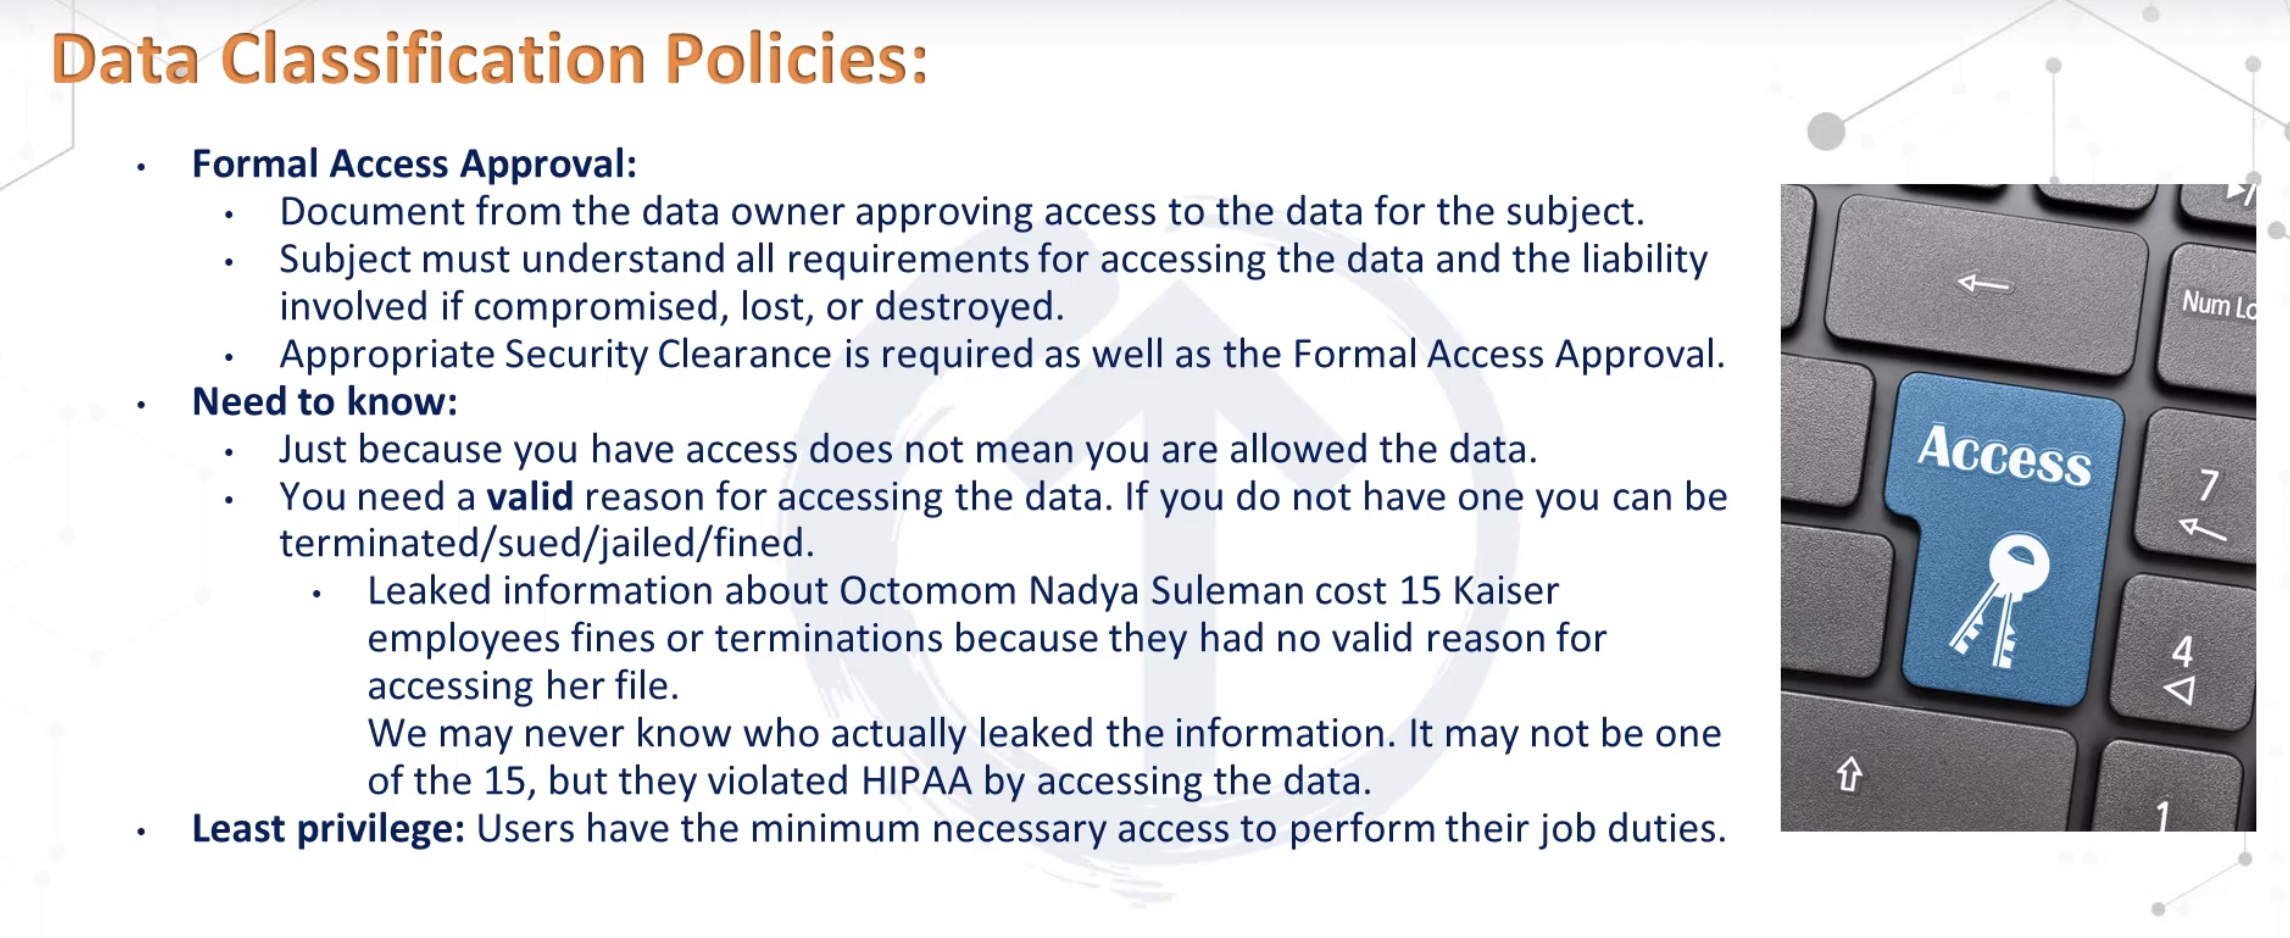 Data Classification Policies:
• Formal Access Approval:
• Document from the data owner approving access to the data for the subject.
• Subject must understand all requirements for accessing the data and the liability
involved if compromised, lost, or destroyed.
• Appropriate Security Clearance is required as well as the Formal Access Approval.
• Need to know:
• Just because you have access does not mean you are allowed the data.
• You need a valid reason for accessing the data. If you do not have one you can be
terminated/sued/jailed/fined.
• Leaked information about Octomom Nadya Suleman cost 15 Kaiser
employees fines or terminations because they had no valid reason for
accessing her file.
We may never know who actually leaked the information. It may not be one
of the 15, but they violated HIPAA by accessing the data.
• Least privilege: Users have the minimum necessary access to perform their job duties.
Num Lo
Access
7
4
1